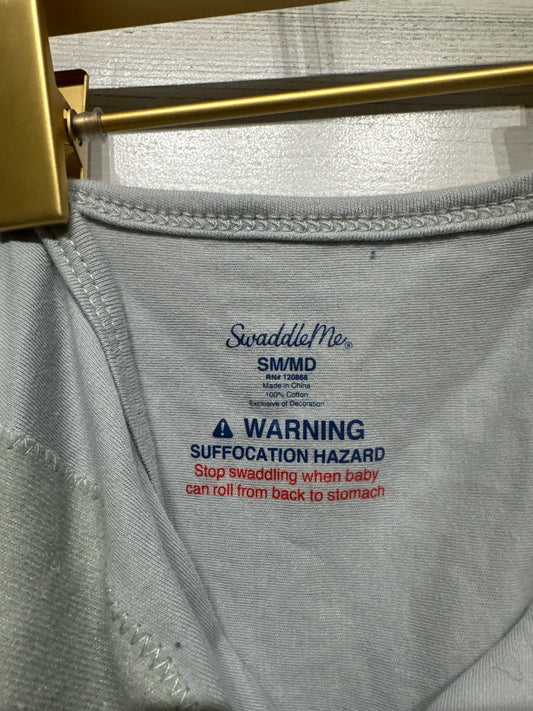 SwaddleMe®
SM/MD
RN# 120868
Made in China
100% Cotton
Exclusive of Decoration
⚠ WARNING
SUFFOCATION HAZARD
Stop swaddling when baby
can roll from back to stomach